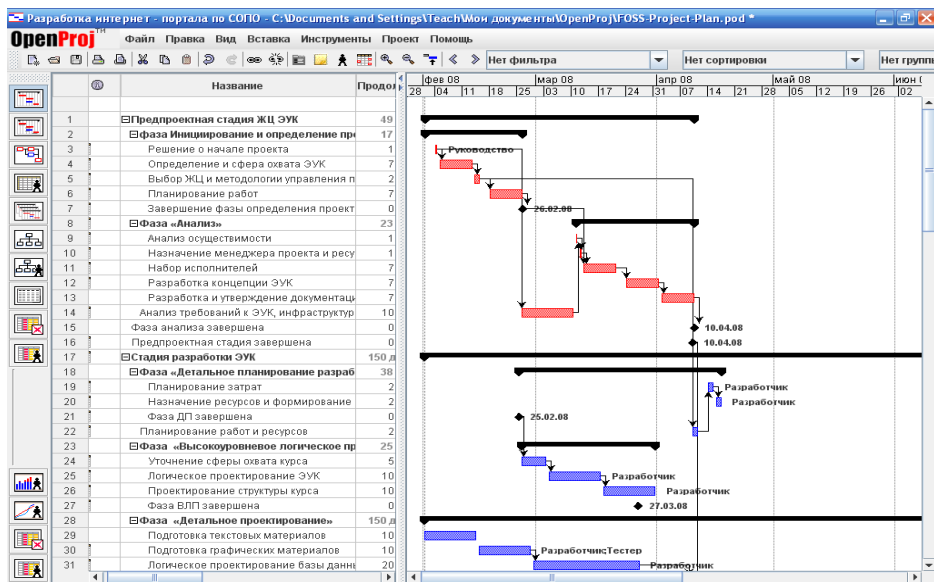 Разработка интернет - портала по СОПО - C:\Documents and Settings\Teach\Мои документы\OpenProj\FOSS-Project-Plan.pod *
OpenProj™ Файл Правка Вид Вставка Инструменты Проект Помощь
Нет фильтра Нет сортировки Нет групп
Название Продол
фев 08 мар 08 апр 08 май 08 июн
28 04 11 18 25 03 10 17 24 31 07 14 21 28 05 12 19 26 02
1 Предпроектная стадия ЖЦ ЭУК 49
2 фаза Инициирование и определение про 17
3 Решение о начале проекта 1 Руководство
4 Определение и сфера охвата ЭУК 7
5 Выбор ЖЦ и методологии управления п 2
6 Планирование работ 7
7 Завершение фазы определения проект 0 26.02.08
8 Фаза «Анализ» 23
9 Анализ осуществимости 1
10 Назначение менеджера проекта и ресу 1
11 Набор исполнителей 7
12 Разработка концепции ЭУК 7
13 Разработка и утверждение документаци 7
14 Анализ требований к ЭУК, инфраструктур 10
15 Фаза анализа завершена 0 10.04.08
16 Предпроектная стадия завершена 0 10.04.08
17 Стадия разработки ЭУК 150 д
18 Фаза «Детальное планирование разраб 38
19 Планирование затрат 2 Разработчик
20 Назначение ресурсов и формирование 2 Разработчик
21 Фаза ДП завершена 0 25.02.08
22 Планирование работ и ресурсов 2
23 Фаза «Высокоуровневое логическое пр 25
24 Уточнение сферы охвата курса 5
25 Логическое проектирование ЭУК 10 Разработчик
26 Проектирование структуры курса 10 Разработчик
27 Фаза ВЛП завершена 0 27.03.08
28 Фаза «Детальное проектирование» 150 д
29 Подготовка текстовых материалов 10
30 Подготовка графических материалов 10 Разработчик;Тестер
31 Логическое проектирование базы данн 20 Разработчик